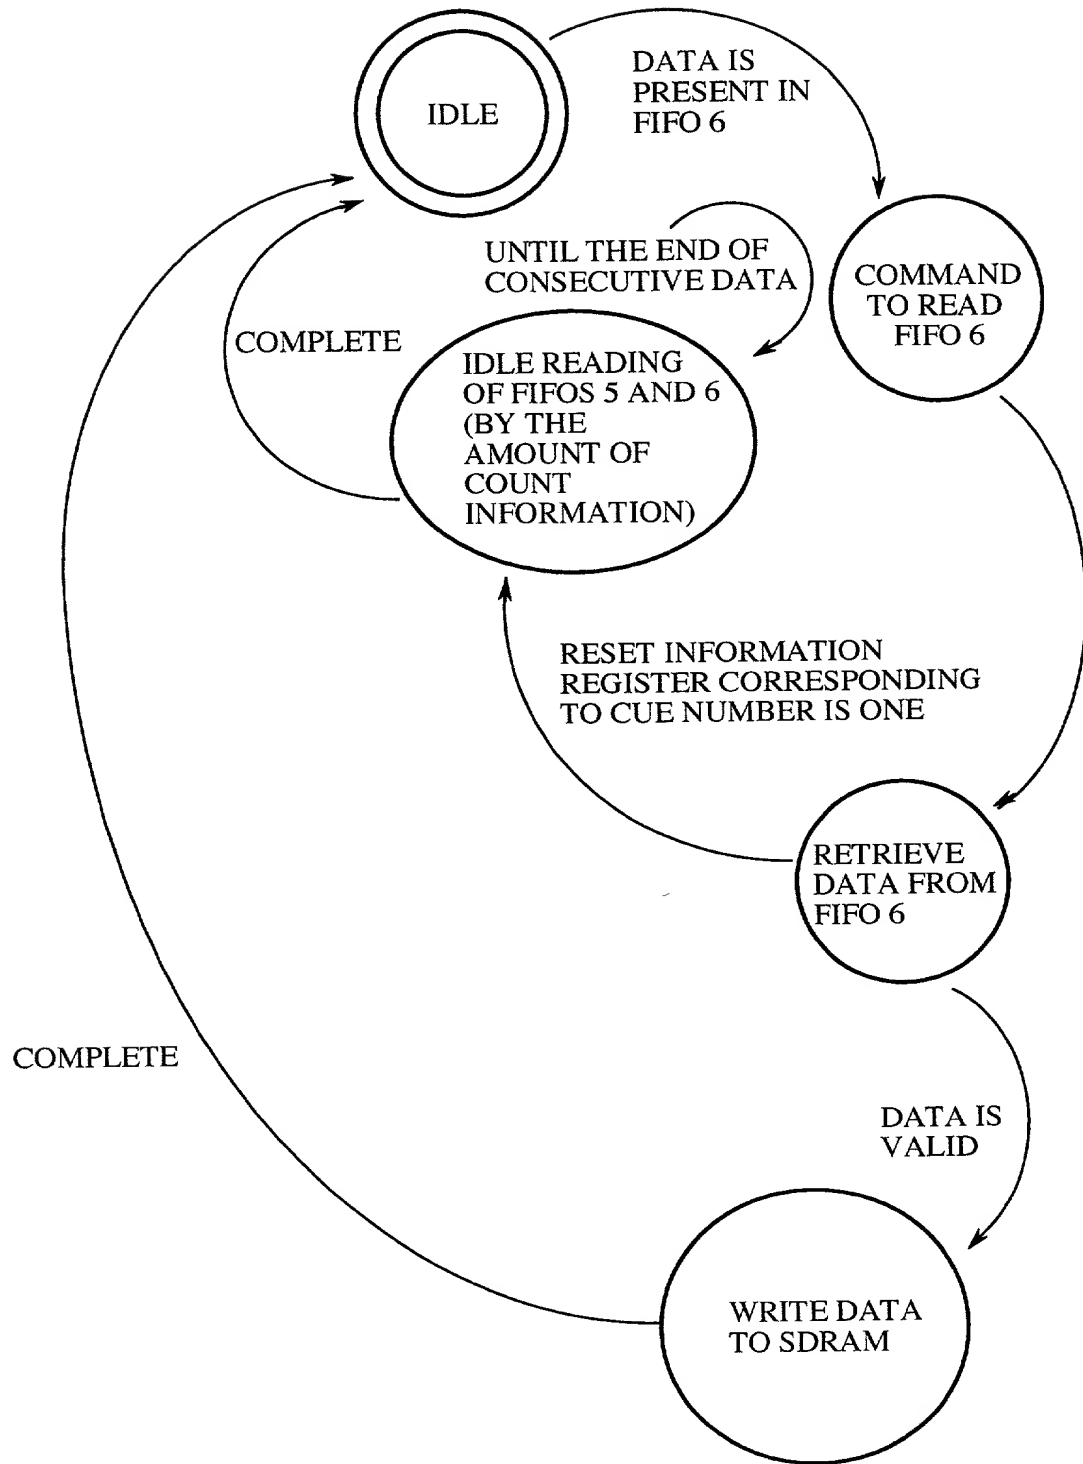 IDLE
DATA IS
PRESENT IN
FIFO 6
UNTIL THE END OF
CONSECUTIVE DATA
COMMAND
TO READ
FIFO 6
COMPLETE
IDLE READING
OF FIFOS 5 AND 6
(BY THE
AMOUNT OF
COUNT
INFORMATION)
RESET INFORMATION
REGISTER CORRESPONDING
TO CUE NUMBER IS ONE
RETRIEVE
DATA FROM
FIFO 6
COMPLETE
DATA IS
VALID
WRITE DATA
TO SDRAM